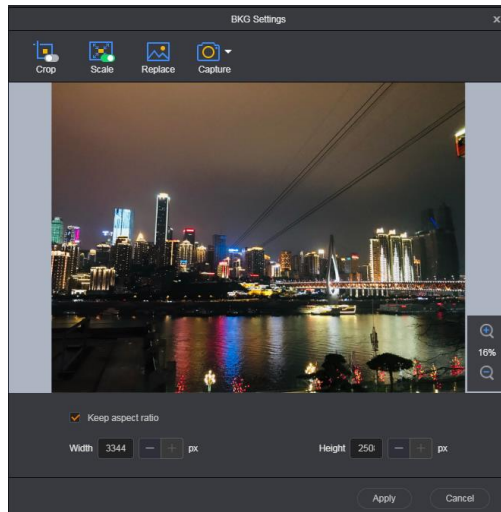 BKG Settings
Crop
Scale
Replace
Capture
16%
Keep aspect ratio
Width 3344 px
Height px
Apply
Cancel